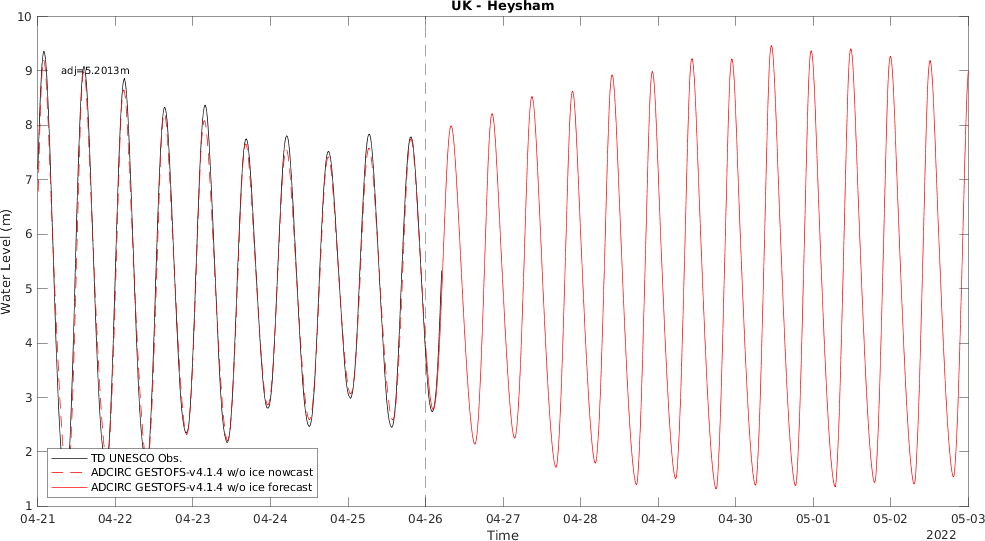 UK - Heysham
10
9
8
7
6
5
4
3
2
1
Water Level (m)
adj=5.2013m
TD UNESCO Obs.
ADCIRC GESTOFS-v4.1.4 w/o ice nowcast
ADCIRC GESTOFS-v4.1.4 w/o ice forecast
04-21 04-22 04-23 04-24 04-25 04-26 04-27 04-28 04-29 04-30 05-01 05-02 05-03
Time
2022